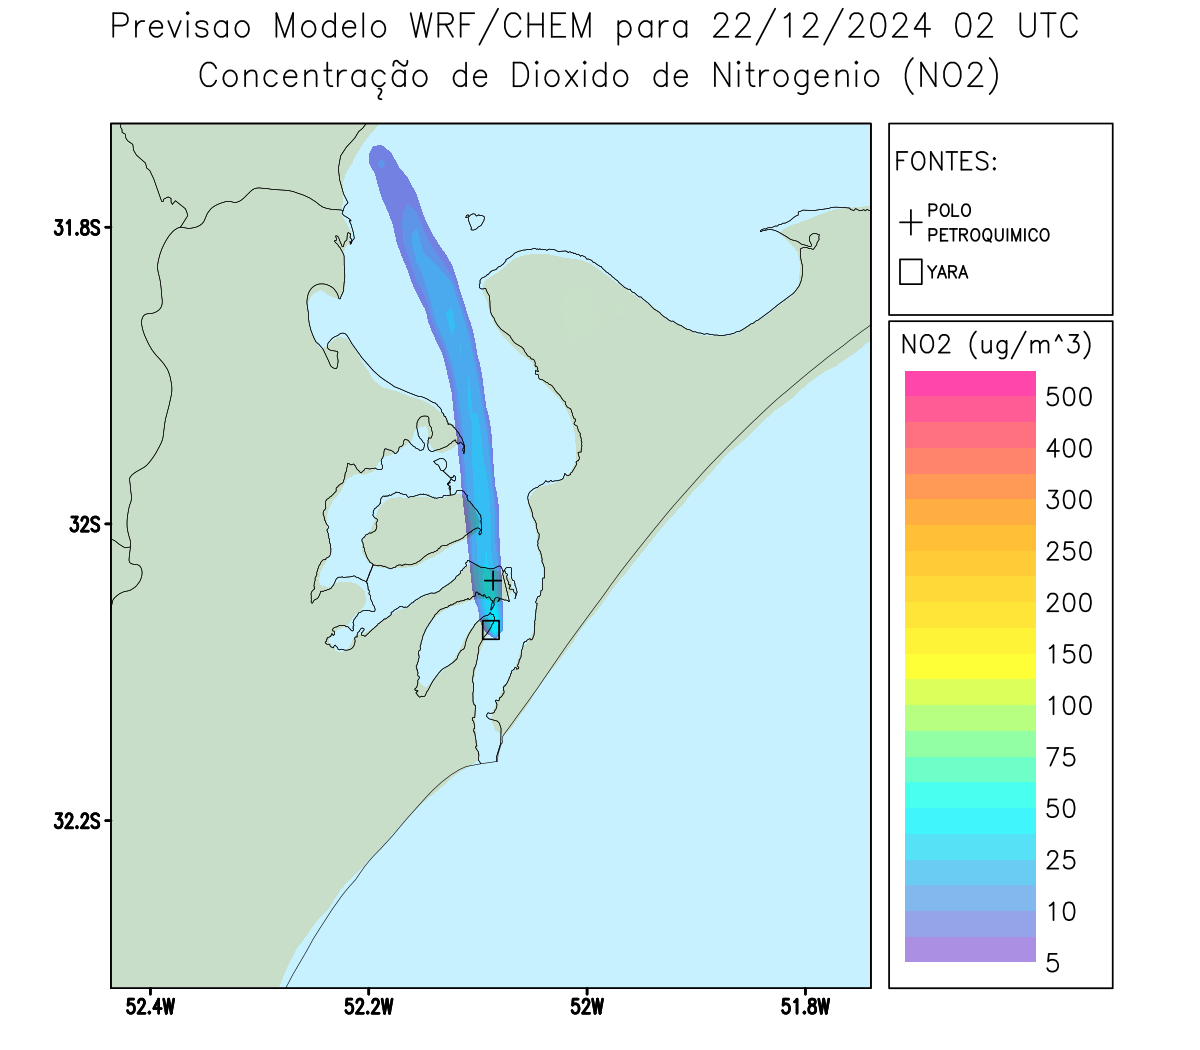 Previsao Modelo WRF/CHEM para 22/12/2024 02 UTC
Concentração de Dioxido de Nitrogenio (NO2)
FONTES:
POLO
PETROQUIMICO
YARA
NO2 (ug/m^3)
500
400
300
250
200
150
100
75
50
25
10
5
31.8S
32S
32.2S
52.4W
52.2W
52W
51.8W